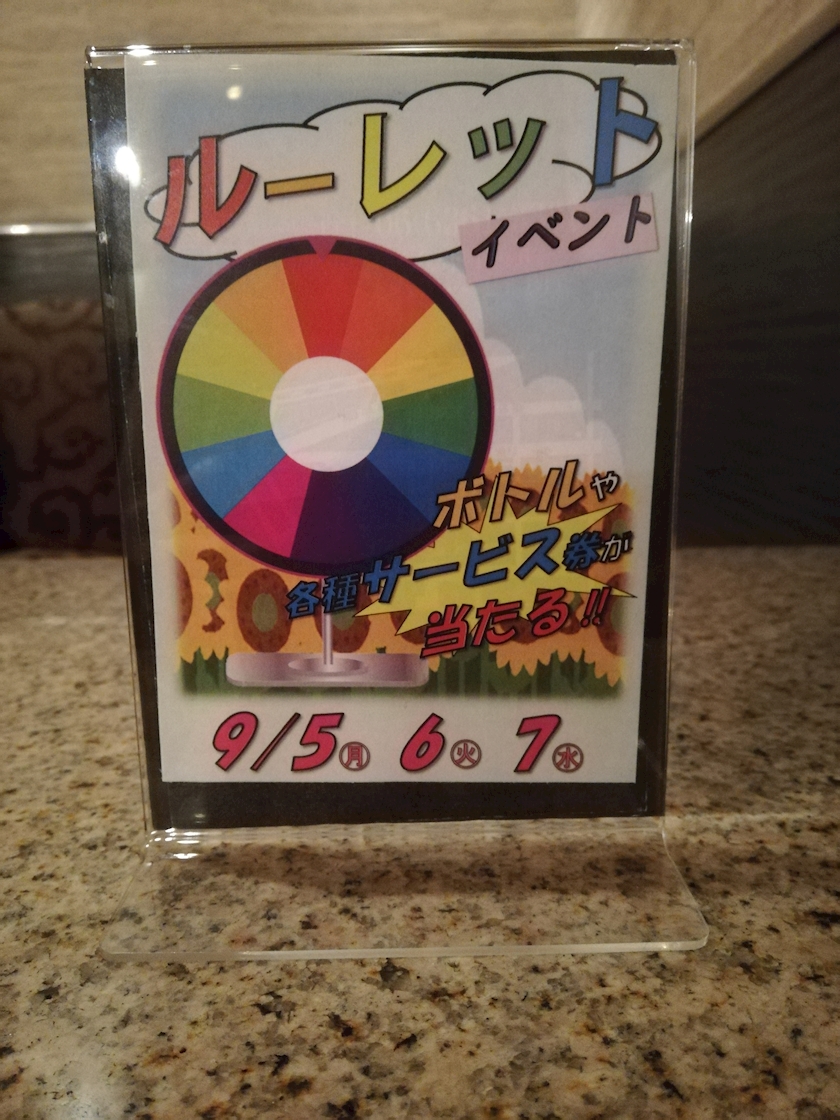 ルーレット
イベント
ボトルや
各種サービス券が
当たる!!
9/5㊊ 6㊋ 7㊌